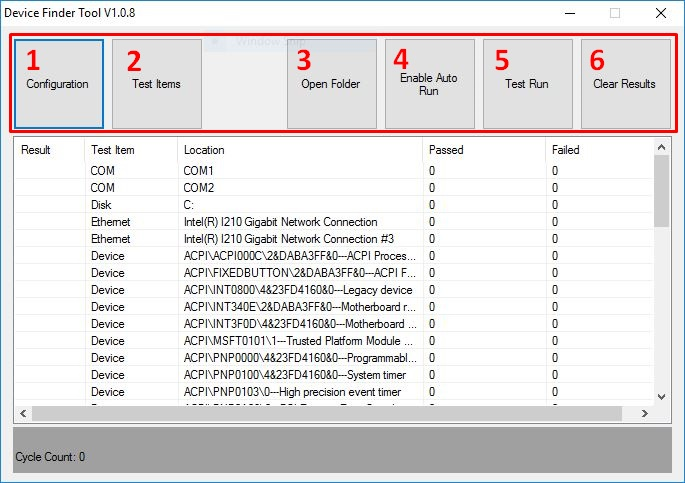 Device Finder Tool V1.0.8
Window Snip
1 2 3 4 5 6
Configuration Test Items Open Folder Enable Auto Run Test Run Clear Results
Result Test Item Location Passed Failed
COM COM1 0 0
COM COM2 0 0
Disk C: 0 0
Ethernet Intel(R) I210 Gigabit Network Connection 0 0
Ethernet Intel(R) I210 Gigabit Network Connection #3 0 0
Device ACPI\ACPI000C\2&DABA3FF&0---ACPI Proces... 0 0
Device ACPI\FIXEDBUTTON\2&DABA3FF&0---ACPI F... 0 0
Device ACPI\INT0800\4&23FD4160&0---Legacy device 0 0
Device ACPI\INT340E\2&DABA3FF&0---Motherboard r... 0 0
Device ACPI\INT3F0D\4&23FD4160&0---Motherboard ... 0 0
Device ACPI\MSFT0101\1---Trusted Platform Module ... 0 0
Device ACPI\PNP0000\4&23FD4160&0---Programmabl... 0 0
Device ACPI\PNP0100\4&23FD4160&0---System timer 0 0
Device ACPI\PNP0103\0---High precision event timer 0 0
Cycle Count: 0